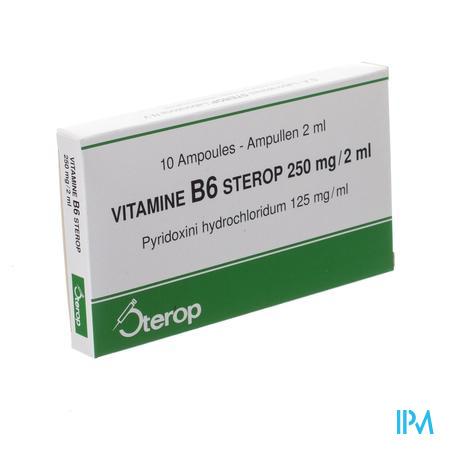 10 Ampoules - Ampullen 2 ml
VITAMINE B6 STEROP 250 mg/2 ml
Pyridoxini hydrochloridum 125 mg/ml
Sterop
VITAMINE B6 STEROP
250 mg/2 ml
Sterop
IPM